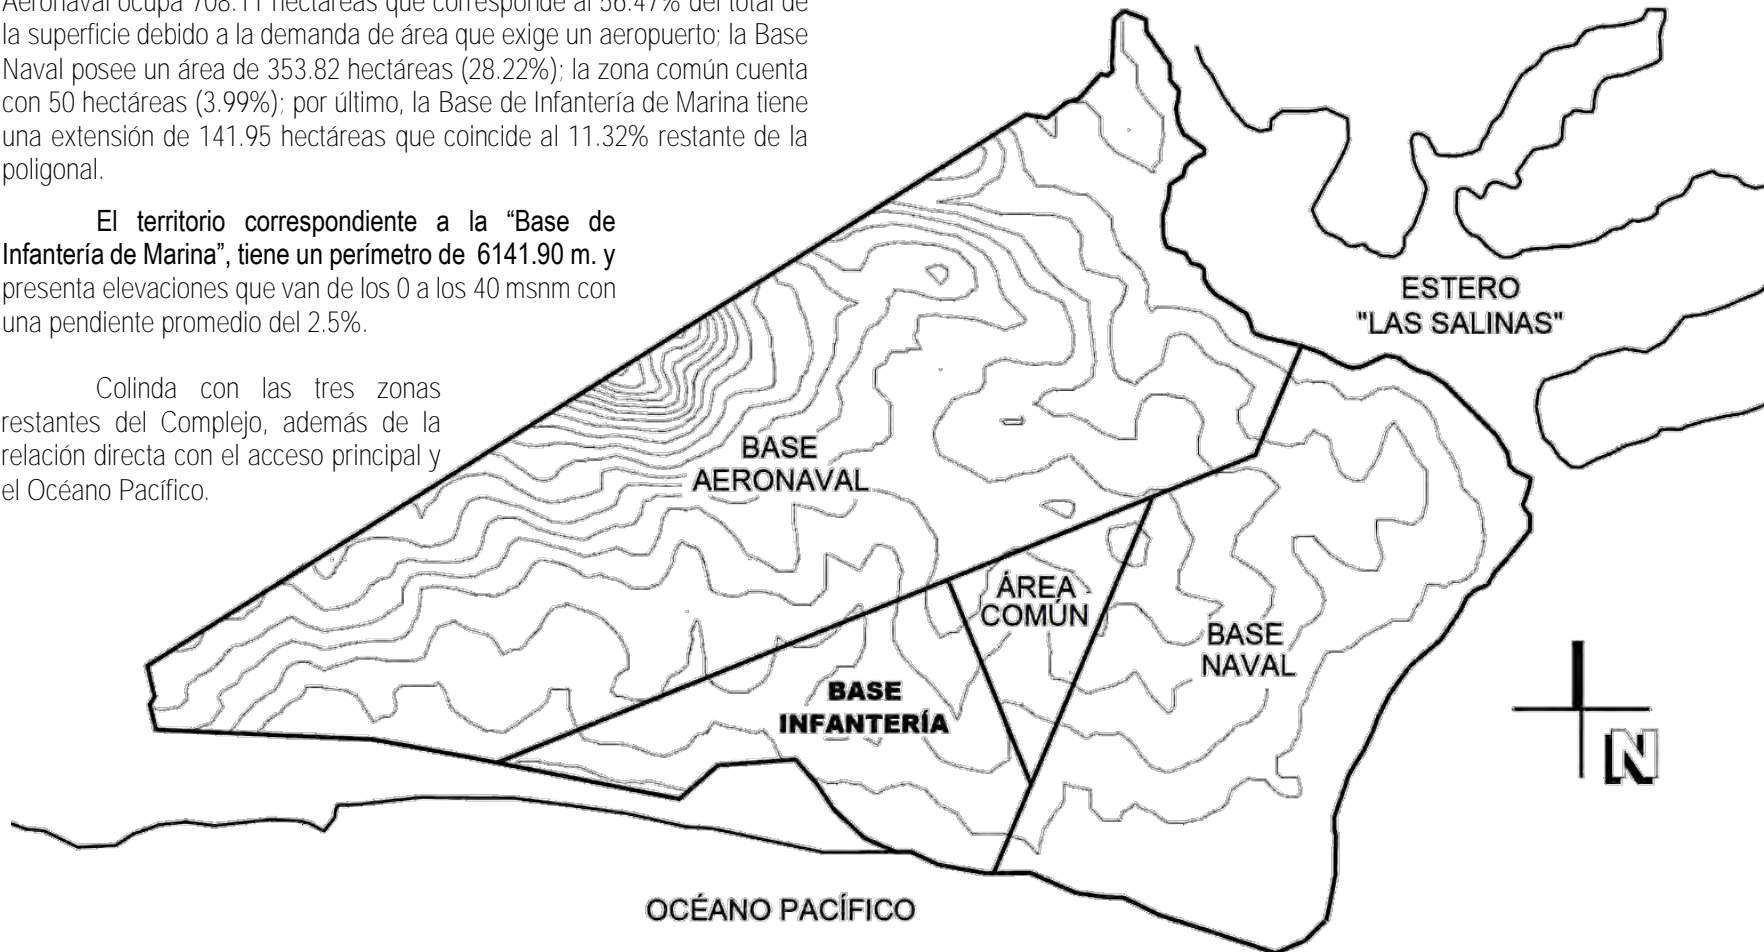 Aeronaval ocupa 708.11 hectáreas que corresponde al 56.47% del total de
la superficie debido a la demanda de área que exige un aeropuerto; la Base
Naval posee un área de 353.82 hectáreas (28.22%); la zona común cuenta
con 50 hectáreas (3.99%); por último, la Base de Infantería de Marina tiene
una extensión de 141.95 hectáreas que coincide al 11.32% restante de la
poligonal.
El territorio correspondiente a la “Base de
Infantería de Marina”, tiene un perímetro de 6141.90 m. y
presenta elevaciones que van de los 0 a los 40 msnm con
una pendiente promedio del 2.5%.
Colinda con las tres zonas
restantes del Complejo, además de la
relación directa con el acceso principal y
el Océano Pacífico.
ESTERO
"LAS SALINAS"
BASE
AERONAVAL
ÁREA
COMÚN
BASE
NAVAL
BASE
INFANTERÍA
N
OCÉANO PACÍFICO